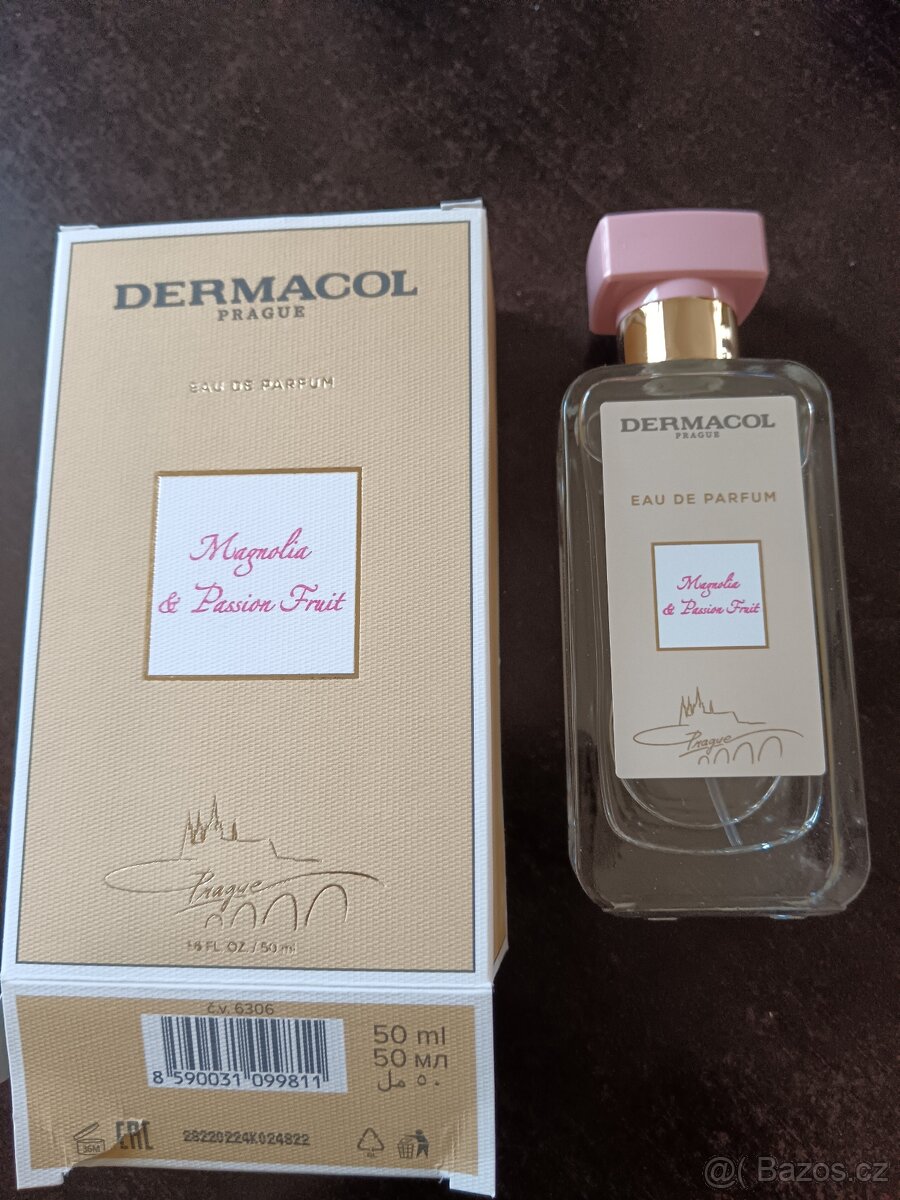 DERMACOL
PRAGUE
EAU DE PARFUM
Magnolia
& Passion Fruit
Prague
1.6 FL. OZ. / 50 ml
č.v. 6306
8 590031 099811
50 ml
50 мл
٥٠ مل
36M
EAC
28220224K024822
DERMACOL
PRAGUE
EAU DE PARFUM
Magnolia
& Passion Fruit
Prague
@( Bazos.cz